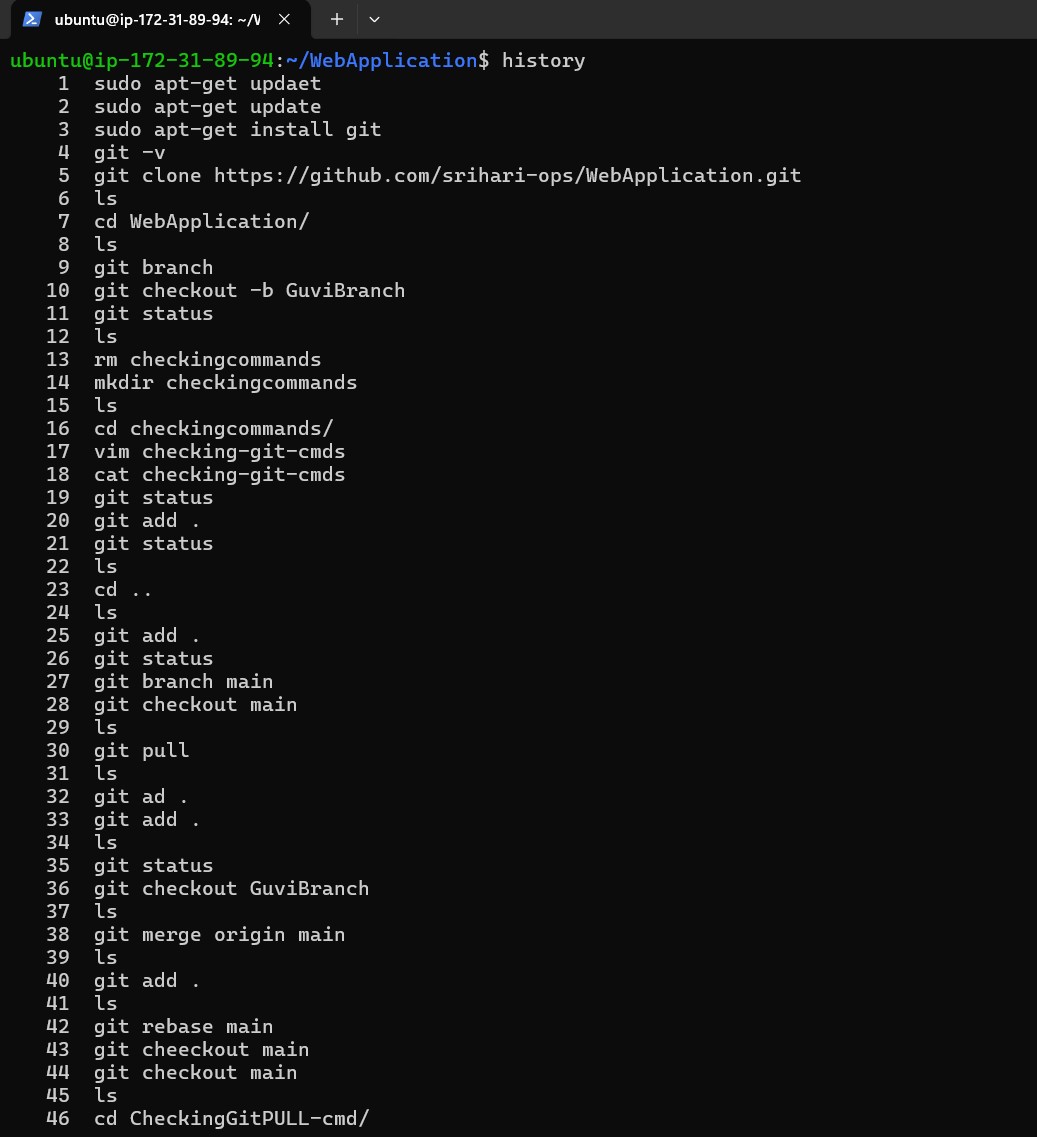 ubuntu@ip-172-31-89-94: ~/V
ubuntu@ip-172-31-89-94:~/WebApplication$ history
1 sudo apt-get updaet
2 sudo apt-get update
3 sudo apt-get install git
4 git -v
5 git clone https://github.com/srihari-ops/WebApplication.git
6 ls
7 cd WebApplication/
8 ls
9 git branch
10 git checkout -b GuviBranch
11 git status
12 ls
13 rm checkingcommands
14 mkdir checkingcommands
15 ls
16 cd checkingcommands/
17 vim checking-git-cmds
18 cat checking-git-cmds
19 git status
20 git add .
21 git status
22 ls
23 cd ..
24 ls
25 git add .
26 git status
27 git branch main
28 git checkout main
29 ls
30 git pull
31 ls
32 git ad .
33 git add .
34 ls
35 git status
36 git checkout GuviBranch
37 ls
38 git merge origin main
39 ls
40 git add .
41 ls
42 git rebase main
43 git cheeckout main
44 git checkout main
45 ls
46 cd CheckingGitPULL-cmd/